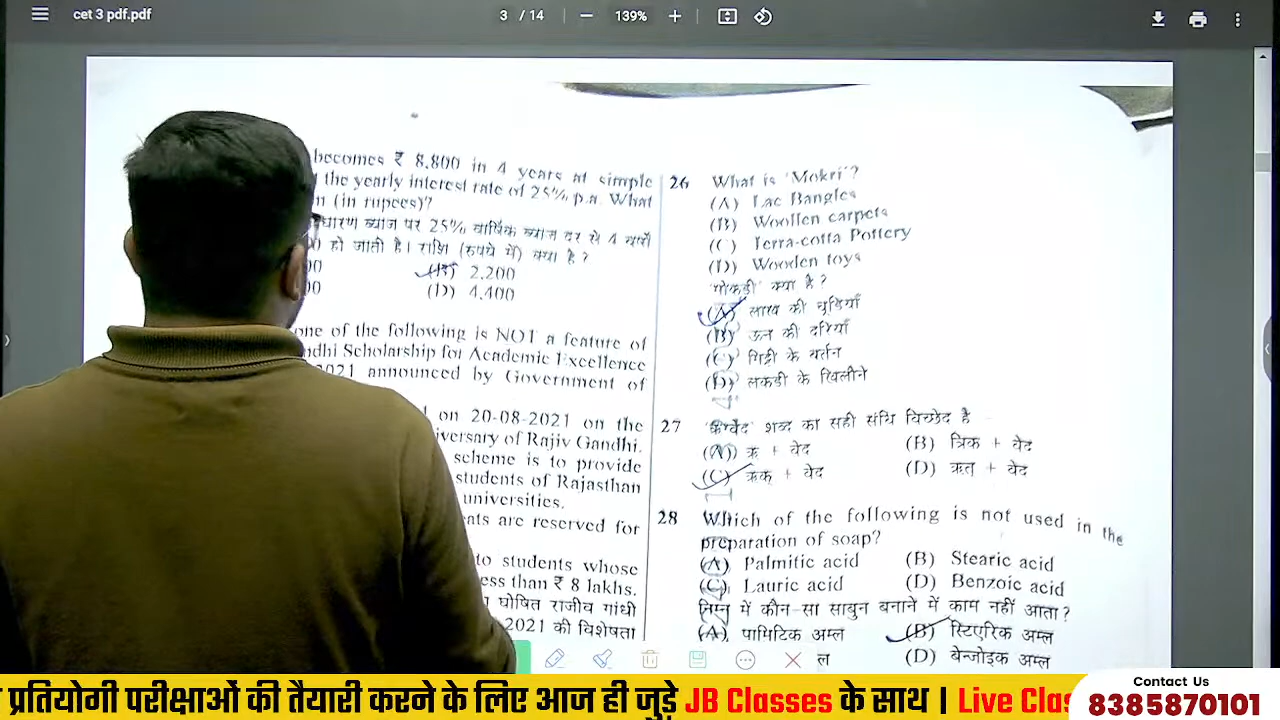 cet 3 pdf.pdf
3 / 14
139%
becomes ₹ 8,800 in 4 years at simple
the yearly interest rate of 25% p.a. What
(in rupees)?
ब्याज पर 25% वार्षिक ब्याज दर से 4 वर्षों
हो जाती है। राशि (रुपये में) क्या है ?
00 (B) 2,200
00 (D) 4,400
one of the following is NOT a feature of
Scholarship for Academic Excellence
2021 announced by Government of
on 20-08-2021 on the
of Rajiv Gandhi.
scheme is to provide
students of Rajasthan
universities.
are reserved for
to students whose
less than ₹ 8 lakhs.
घोषित राजीव गांधी
2021 की विशेषता
26 What is 'Mokri'?
(A) Lac Bangles
(B) Woollen carpets
(C) Terra-cotta Pottery
(D) Wooden toys
'मोकड़ी' क्या है ?
(A) लाख की चूड़ियाँ
(B) ऊन की दरियाँ
(C) मिट्टी के बर्तन
(D) लकड़ी के खिलौने
27 'ऋग्वेद' शब्द का सही संधि विच्छेद है
(A) ऋ + वेद (B) त्रिक + वेद
(C) ऋक् + वेद (D) ऋत् + वेद
28 Which of the following is not used in the
preparation of soap?
(A) Palmitic acid (B) Stearic acid
(C) Lauric acid (D) Benzoic acid
निम्न में कौन-सा साबुन बनाने में काम नहीं आता ?
(A) पामिटिक अम्ल (B) स्टिएरिक अम्ल
ल (D) बेन्जोइक अम्ल
प्रतियोगी परीक्षाओं की तैयारी करने के लिए आज ही जुड़े JB Classes के साथ । Live Clas
Contact Us
8385870101